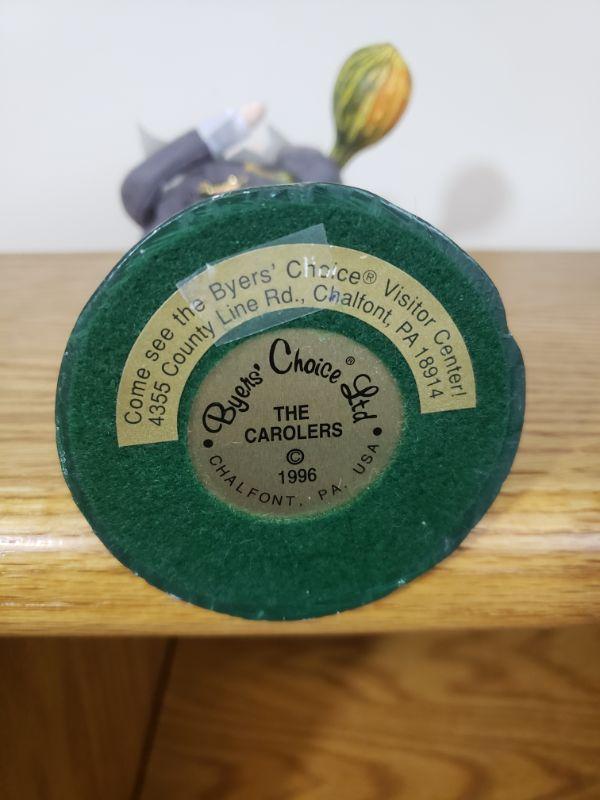 Come see the Byers' Choice® Visitor Center!
4355 County Line Rd., Chalfont, PA 18914
Byers' Choice® Ltd
THE
CAROLERS
©
1996
• CHALFONT, PA. USA •